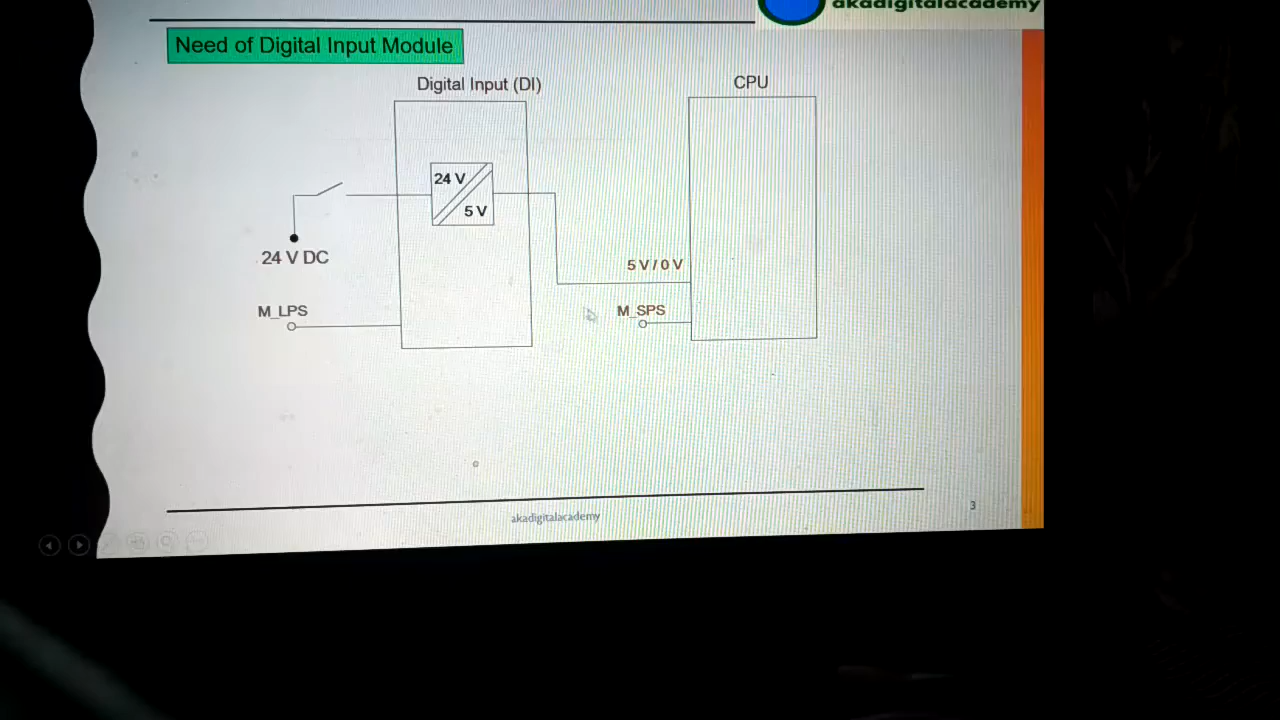 akadigitalacademy
Need of Digital Input Module
Digital Input (DI)
CPU
24 V
5 V
24 V DC
5 V / 0 V
M_LPS
M_SPS
akadigitalacademy
3